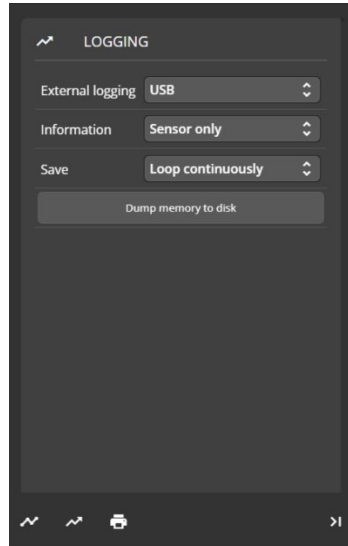 LOGGING
External logging USB
Information Sensor only
Save Loop continuously
Dump memory to disk